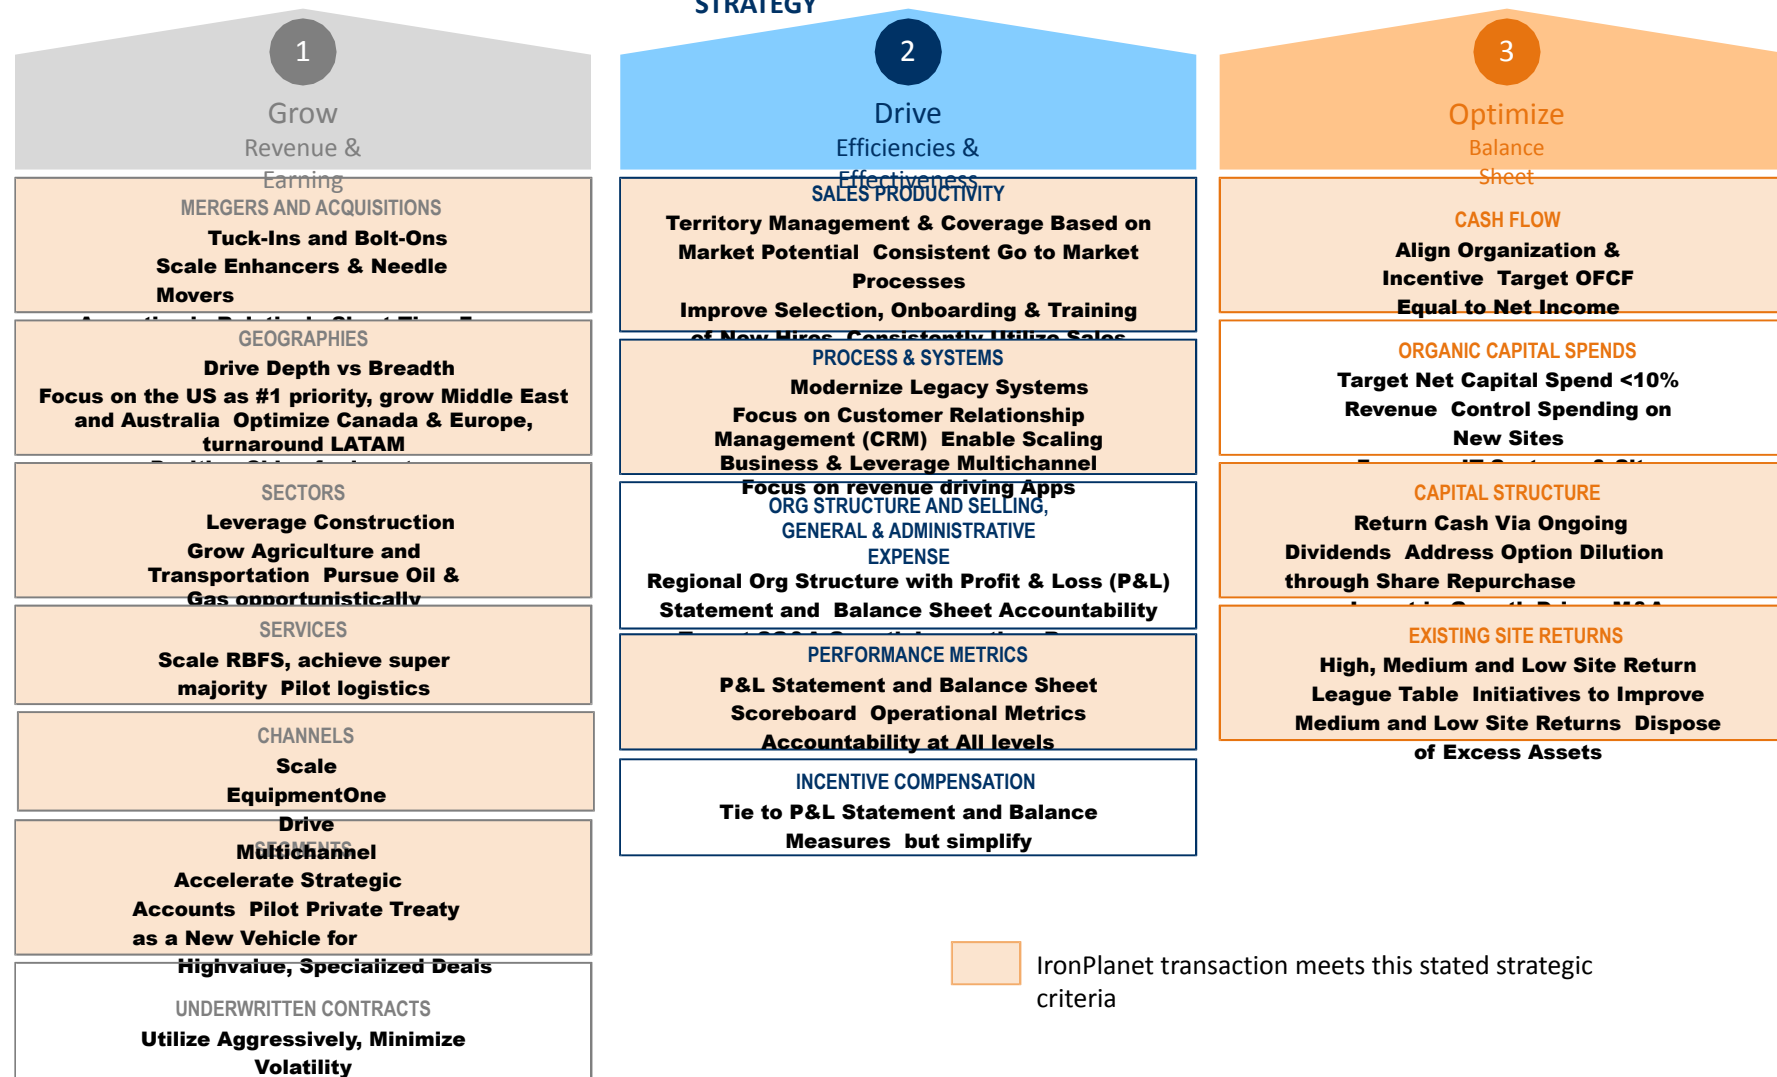 STRATEGY
1
Grow
Revenue &
Earning
MERGERS AND ACQUISITIONS
Tuck-Ins and Bolt-Ons
Scale Enhancers & Needle
Movers
GEOGRAPHIES
Drive Depth vs Breadth
Focus on the US as #1 priority, grow Middle East
and Australia Optimize Canada & Europe,
turnaround LATAM
SECTORS
Leverage Construction
Grow Agriculture and
Transportation Pursue Oil &
Gas opportunistically
SERVICES
Scale RBFS, achieve super
majority Pilot logistics
CHANNELS
Scale
EquipmentOne
Drive
Multichannel
SEGMENTS
Accelerate Strategic
Accounts Pilot Private Treaty
as a New Vehicle for
Highvalue, Specialized Deals
UNDERWRITTEN CONTRACTS
Utilize Aggressively, Minimize
Volatility
2
Drive
Efficiencies &
Effectiveness
SALES PRODUCTIVITY
Territory Management & Coverage Based on
Market Potential Consistent Go to Market
Processes
Improve Selection, Onboarding & Training
of New Hires Consistently Utilize Sales
PROCESS & SYSTEMS
Modernize Legacy Systems
Focus on Customer Relationship
Management (CRM) Enable Scaling
Business & Leverage Multichannel
Focus on revenue driving Apps
ORG STRUCTURE AND SELLING,
GENERAL & ADMINISTRATIVE
EXPENSE
Regional Org Structure with Profit & Loss (P&L)
Statement and Balance Sheet Accountability
PERFORMANCE METRICS
P&L Statement and Balance Sheet
Scoreboard Operational Metrics
Accountability at All levels
INCENTIVE COMPENSATION
Tie to P&L Statement and Balance
Measures but simplify
3
Optimize
Balance
Sheet
CASH FLOW
Align Organization &
Incentive Target OFCF
Equal to Net Income
ORGANIC CAPITAL SPENDS
Target Net Capital Spend <10%
Revenue Control Spending on
New Sites
CAPITAL STRUCTURE
Return Cash Via Ongoing
Dividends Address Option Dilution
through Share Repurchase
EXISTING SITE RETURNS
High, Medium and Low Site Return
League Table Initiatives to Improve
Medium and Low Site Returns Dispose
of Excess Assets
IronPlanet transaction meets this stated strategic
criteria